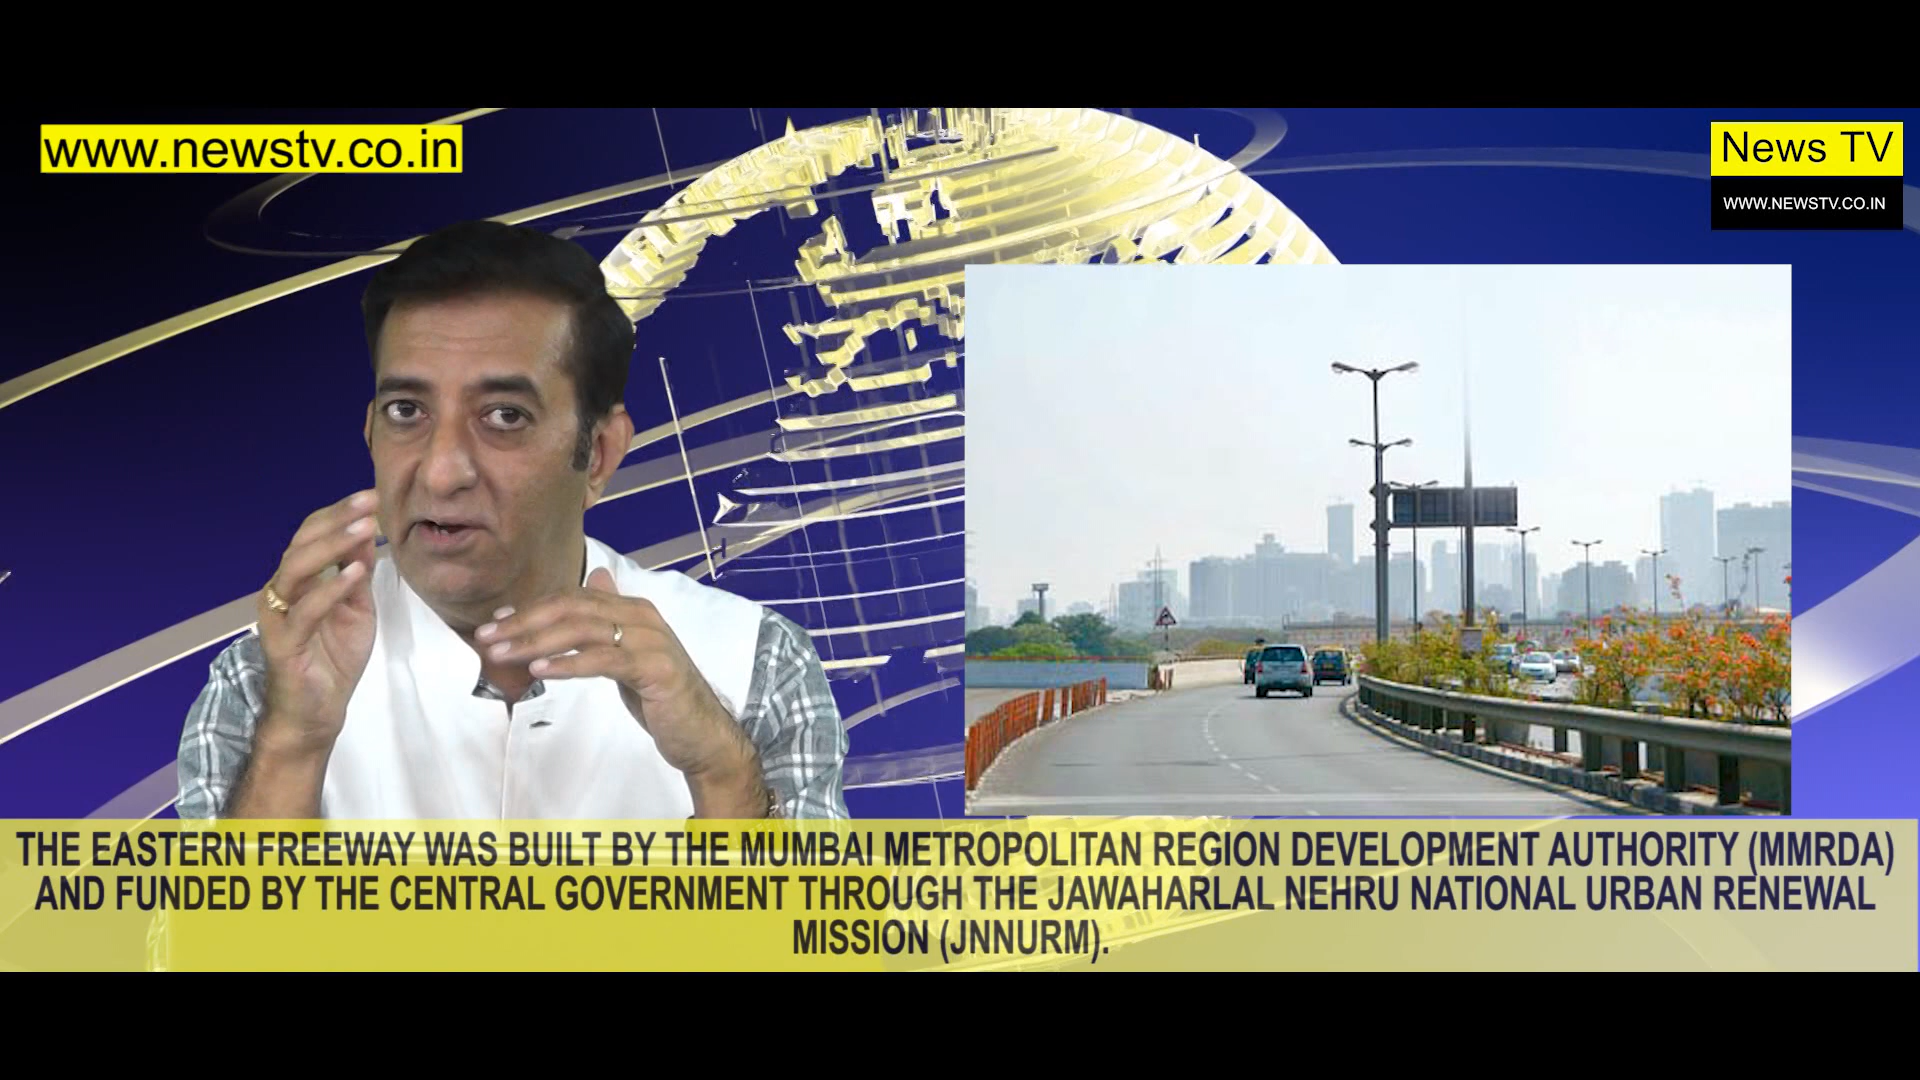 www.newstv.co.in
News TV
WWW.NEWSTV.CO.IN
THE EASTERN FREEWAY WAS BUILT BY THE MUMBAI METROPOLITAN REGION DEVELOPMENT AUTHORITY (MMRDA)
AND FUNDED BY THE CENTRAL GOVERNMENT THROUGH THE JAWAHARLAL NEHRU NATIONAL URBAN RENEWAL
MISSION (JNNURM).